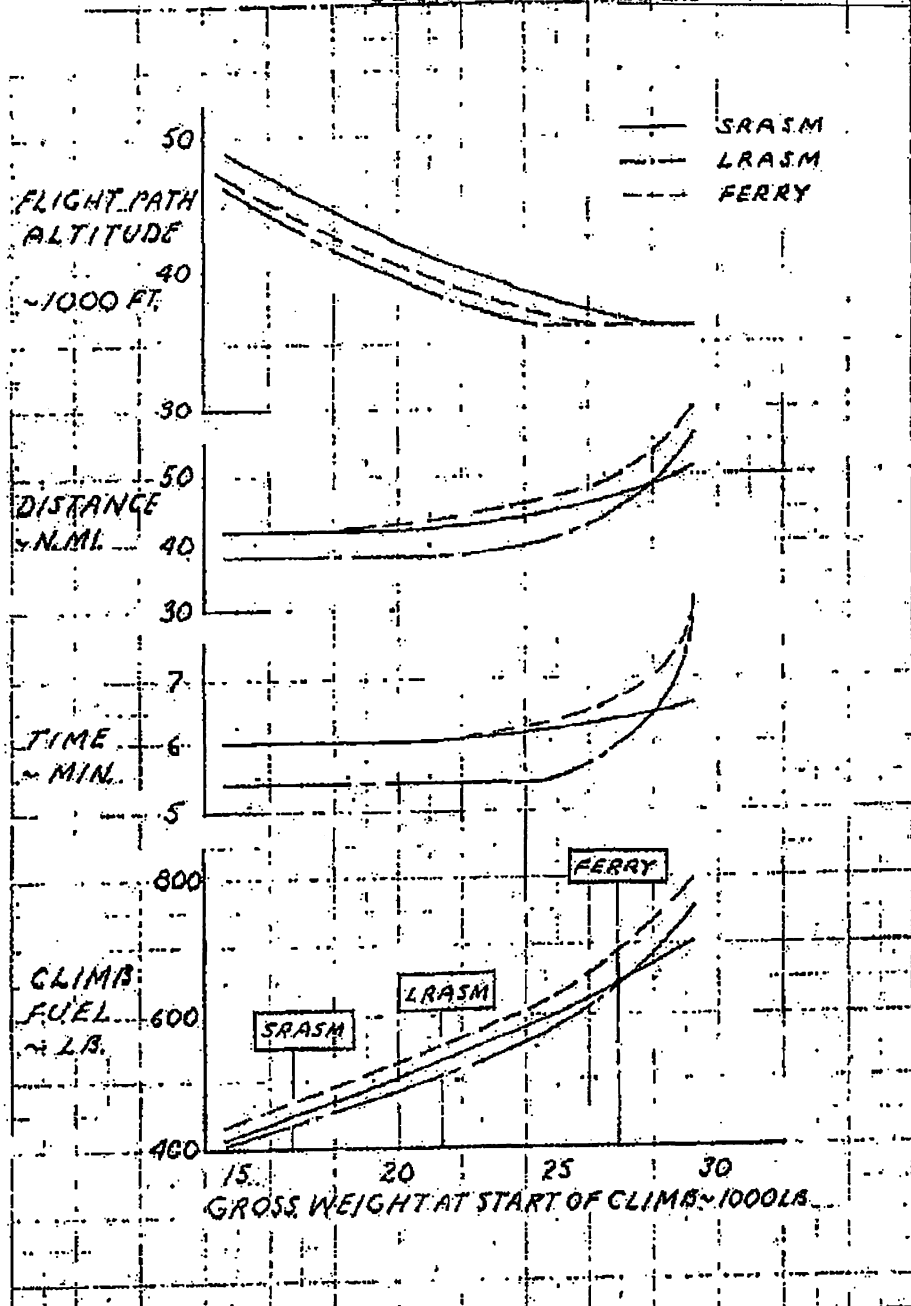 50
SRASM
LRASM
FERRY
FLIGHT PATH
ALTITUDE
~1000 FT.
40
30
50
DISTANCE
~N.MI.
40
30
7
TIME
~ MIN.
6
5
800
FERRY
CLIMB
FUEL
~ LB.
LRASM
600
SRASM
400
15 20 25 30
GROSS WEIGHT AT START OF CLIMB ~ 1000 LB